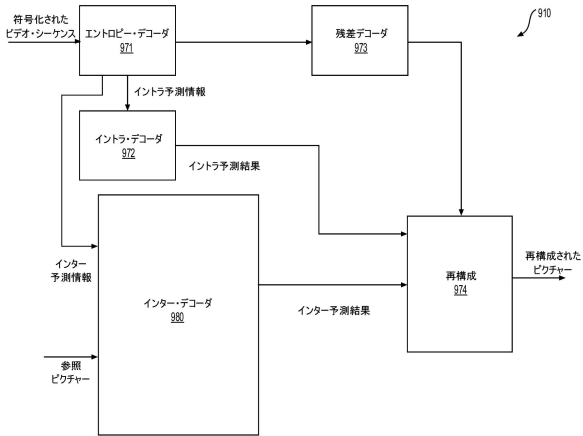 910
符号化された
ビデオ・シーケンス
エントロピー・デコーダ
971
残差デコーダ
973
イントラ予測情報
イントラ・デコーダ
972
イントラ予測結果
インター
予測情報
インター・デコーダ
980
インター予測結果
再構成
974
再構成された
ピクチャー
参照
ピクチャー